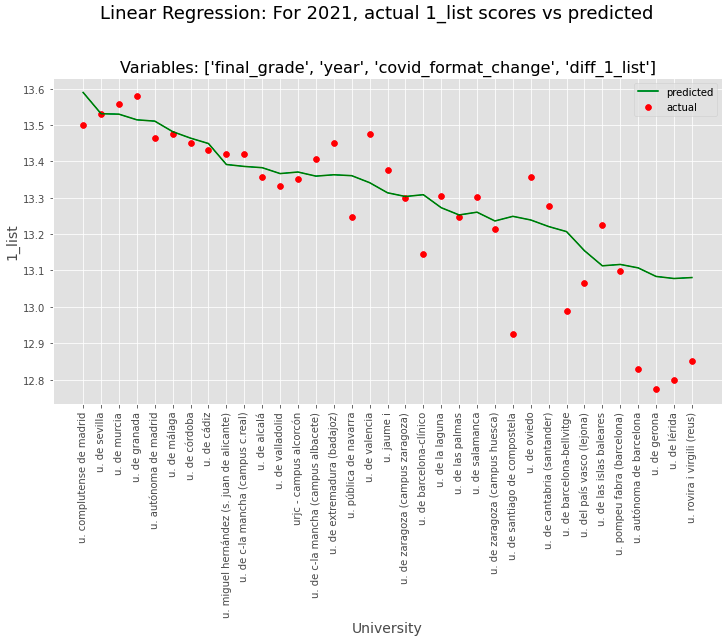 Linear Regression: For 2021, actual 1_list scores vs predicted
Variables: ['final_grade', 'year', 'covid_format_change', 'diff_1_list']
predicted
actual
1_list
13.6
13.5
13.4
13.3
13.2
13.1
13.0
12.9
12.8
u. complutense de madrid
u. de sevilla
u. de murcia
u. de granada
u. autónoma de madrid
u. de málaga
u. de córdoba
u. de cádiz
u. miguel hernández (s. juan de alicante)
u. de c-la mancha (campus c.real)
u. de alcalá
u. de valladolid
urjc - campus alcorcón
u. de c-la mancha (campus albacete)
u. de extremadura (badajoz)
u. pública de navarra
u. de valencia
u. jaume i
u. de zaragoza (campus zaragoza)
u. de barcelona-clínico
u. de la laguna
u. de las palmas
u. de salamanca
u. de zaragoza (campus huesca)
u. de santiago de compostela
u. de oviedo
u. de cantabria (santander)
u. de barcelona-bellvitge
u. del país vasco (lejona)
u. de las islas baleares
u. pompeu fabra (barcelona)
u. autónoma de barcelona
u. de gerona
u. de lérida
u. rovira i virgili (reus)
University